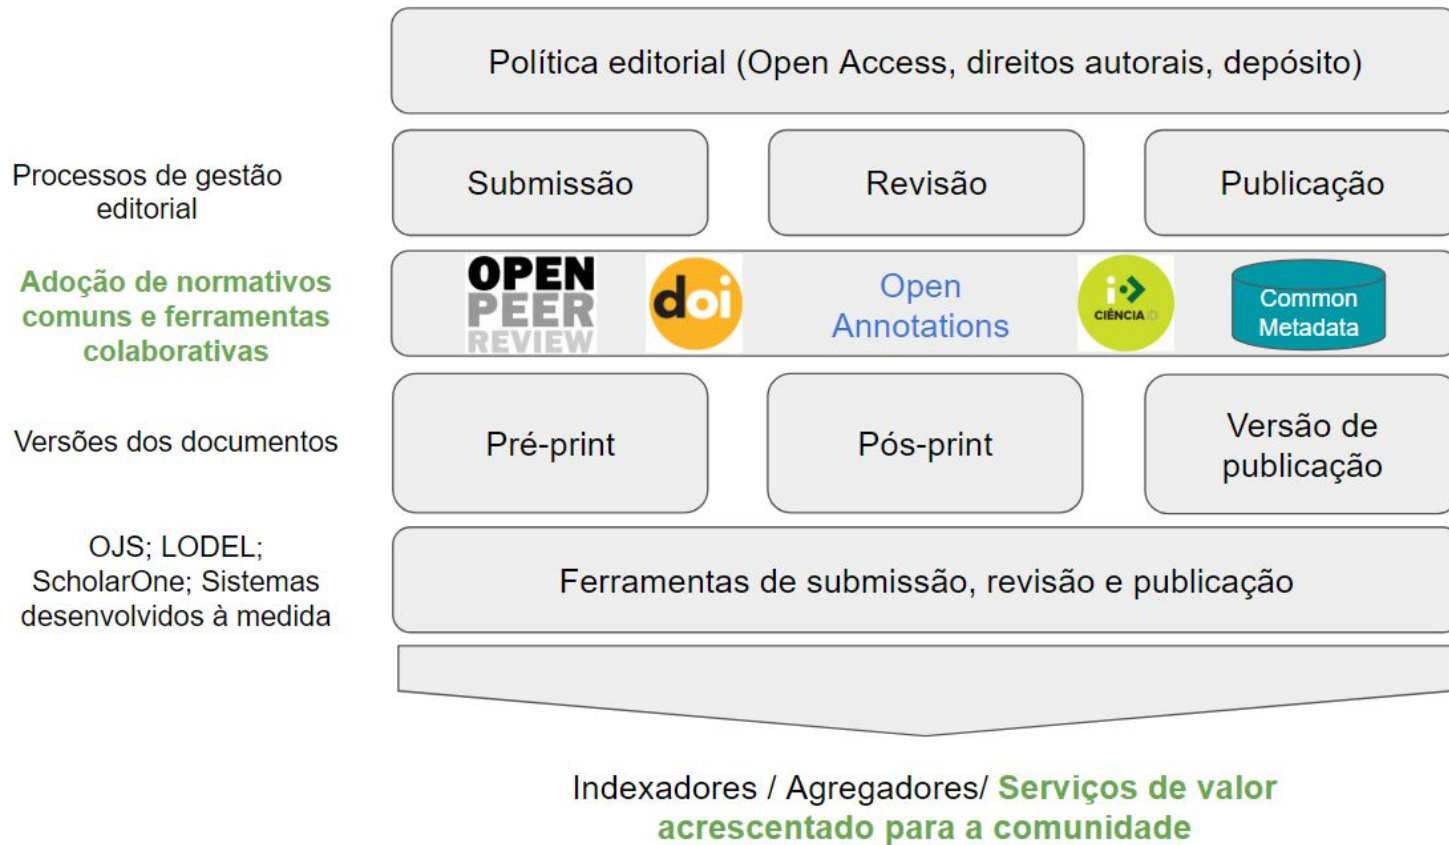 Política editorial (Open Access, direitos autorais, depósito)
Processos de gestão
editorial
Submissão
Revisão
Publicação
Adoção de normativos
comuns e ferramentas
colaborativas
OPEN
PEER
REVIEW
doi
Open
Annotations
CIÊNCIA ID
Common
Metadata
Versões dos documentos
Pré-print
Pós-print
Versão de
publicação
OJS; LODEL;
ScholarOne; Sistemas
desenvolvidos à medida
Ferramentas de submissão, revisão e publicação
Indexadores / Agregadores/ Serviços de valor
acrescentado para a comunidade